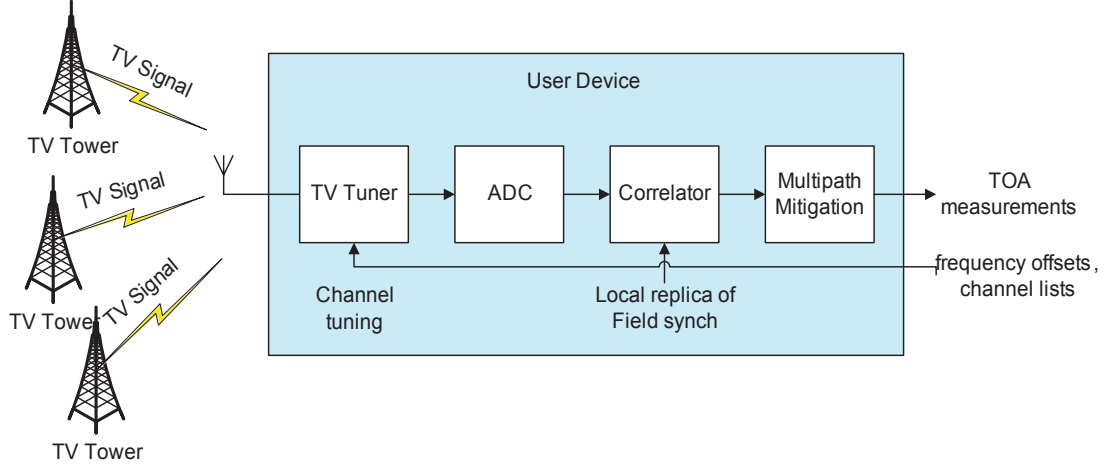 TV Signal
TV Tower
TV Signal
TV Tower
TV Signal
TV Tower
User Device
TV Tuner
ADC
Correlator
Multipath
Mitigation
TOA
measurements
frequency offsets,
channel lists
Channel
tuning
Local replica of
Field synch